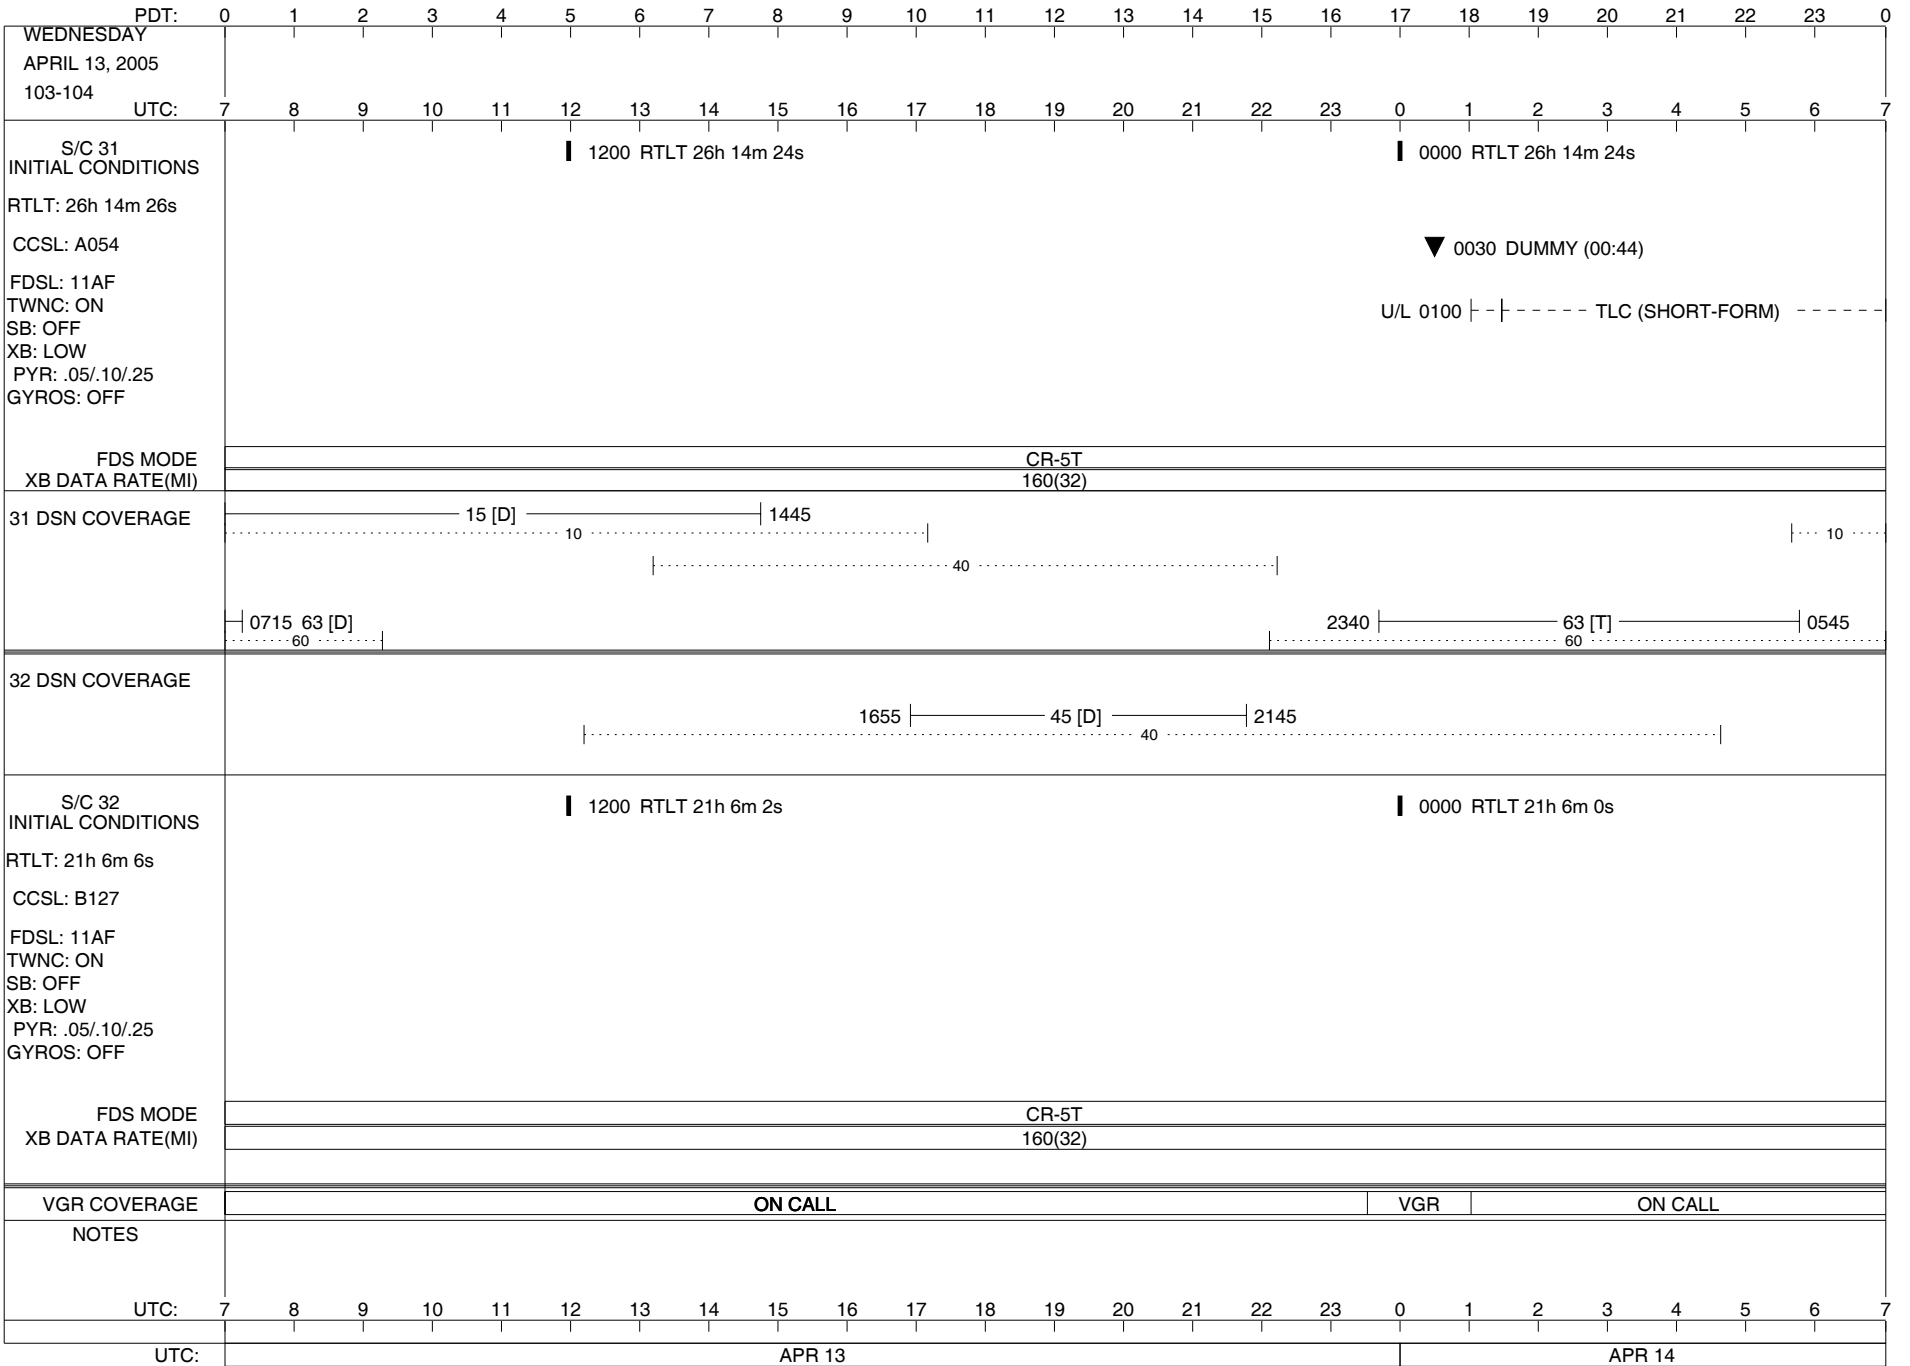 PDT: 0 1 2 3 4 5 6 7 8 9 10 11 12 13 14 15 16 17 18 19 20 21 22 23 0
WEDNESDAY
APRIL 13, 2005
103-104
UTC: 7 8 9 10 11 12 13 14 15 16 17 18 19 20 21 22 23 0 1 2 3 4 5 6 7
S/C 31
INITIAL CONDITIONS
1200 RTLT 26h 14m 24s
0000 RTLT 26h 14m 24s
RTLT: 26h 14m 26s
CCSL: A054
0030 DUMMY (00:44)
FDSL: 11AF
TWNC: ON
U/L 0100 TLC (SHORT-FORM)
SB: OFF
XB: LOW
PYR: .05/.10/.25
GYROS: OFF
FDS MODE CR-5T
XB DATA RATE(MI) 160(32)
31 DSN COVERAGE
15 [D] 1445
10 10
40
0715 63 [D] 2340 63 [T] 0545
60 60
32 DSN COVERAGE
1655 45 [D] 2145
40
S/C 32
INITIAL CONDITIONS
1200 RTLT 21h 6m 2s
0000 RTLT 21h 6m 0s
RTLT: 21h 6m 6s
CCSL: B127
FDSL: 11AF
TWNC: ON
SB: OFF
XB: LOW
PYR: .05/.10/.25
GYROS: OFF
FDS MODE CR-5T
XB DATA RATE(MI) 160(32)
VGR COVERAGE ON CALL VGR ON CALL
NOTES
UTC: 7 8 9 10 11 12 13 14 15 16 17 18 19 20 21 22 23 0 1 2 3 4 5 6 7
UTC: APR 13 APR 14